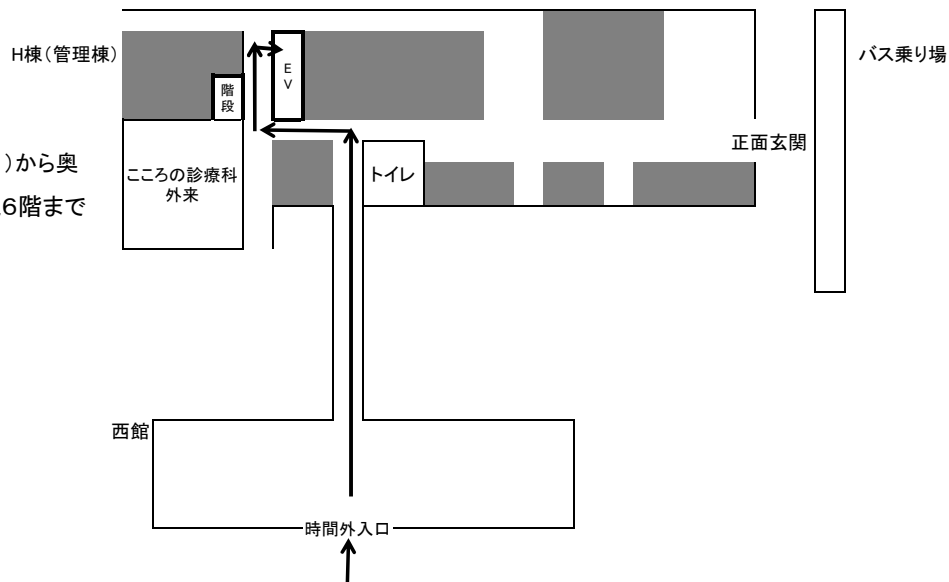 H棟(管理棟)
EV
階段
バス乗り場
正面玄関
)から奥
6階まで
こころの診療科
外来
トイレ
西館
時間外入口